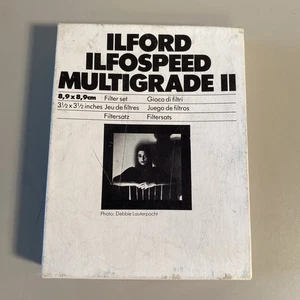 ILFORD
ILFOSPEED
MULTIGRADE II
8,9 x 8,9cm Filter set Gioco di filtri
3½ x 3½ inches Jeu de filtres Juego de filtros
Filtersatz Filtersats
Photo: Debbie Lauterpacht